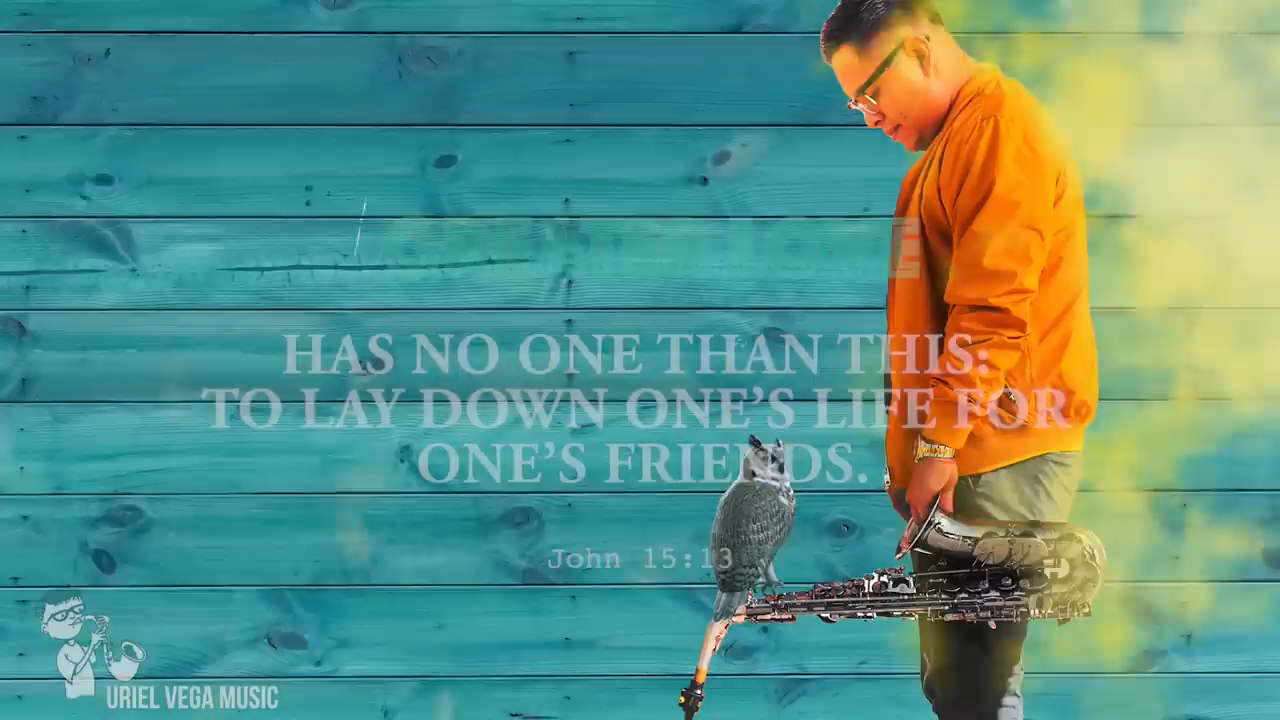 HAS NO ONE THAN THIS:
TO LAY DOWN ONE’S LIFE FOR
ONE’S FRIENDS.
John 15:13
URIEL VEGA MUSIC